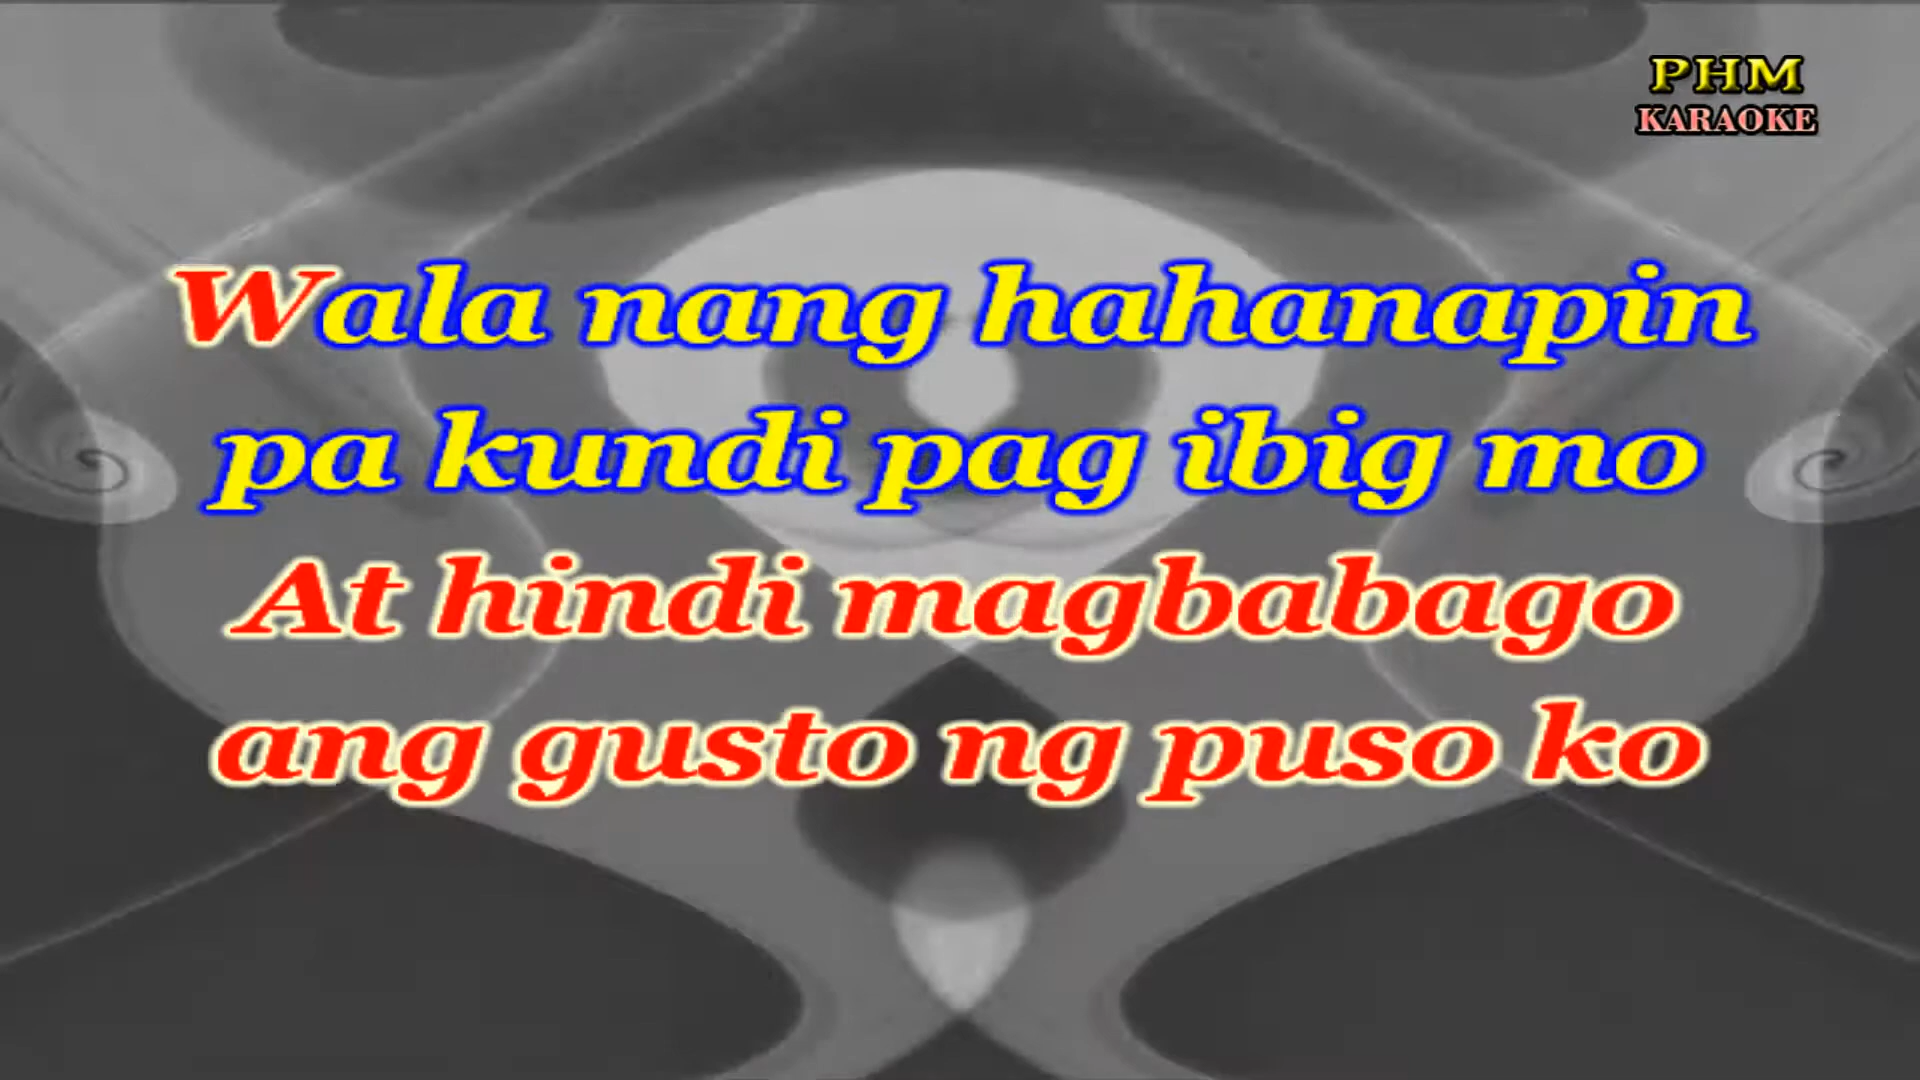 PHM
KARAOKE
Wala nang hahanapin
pa kundi pag ibig mo
At hindi magbabago
ang gusto ng puso ko